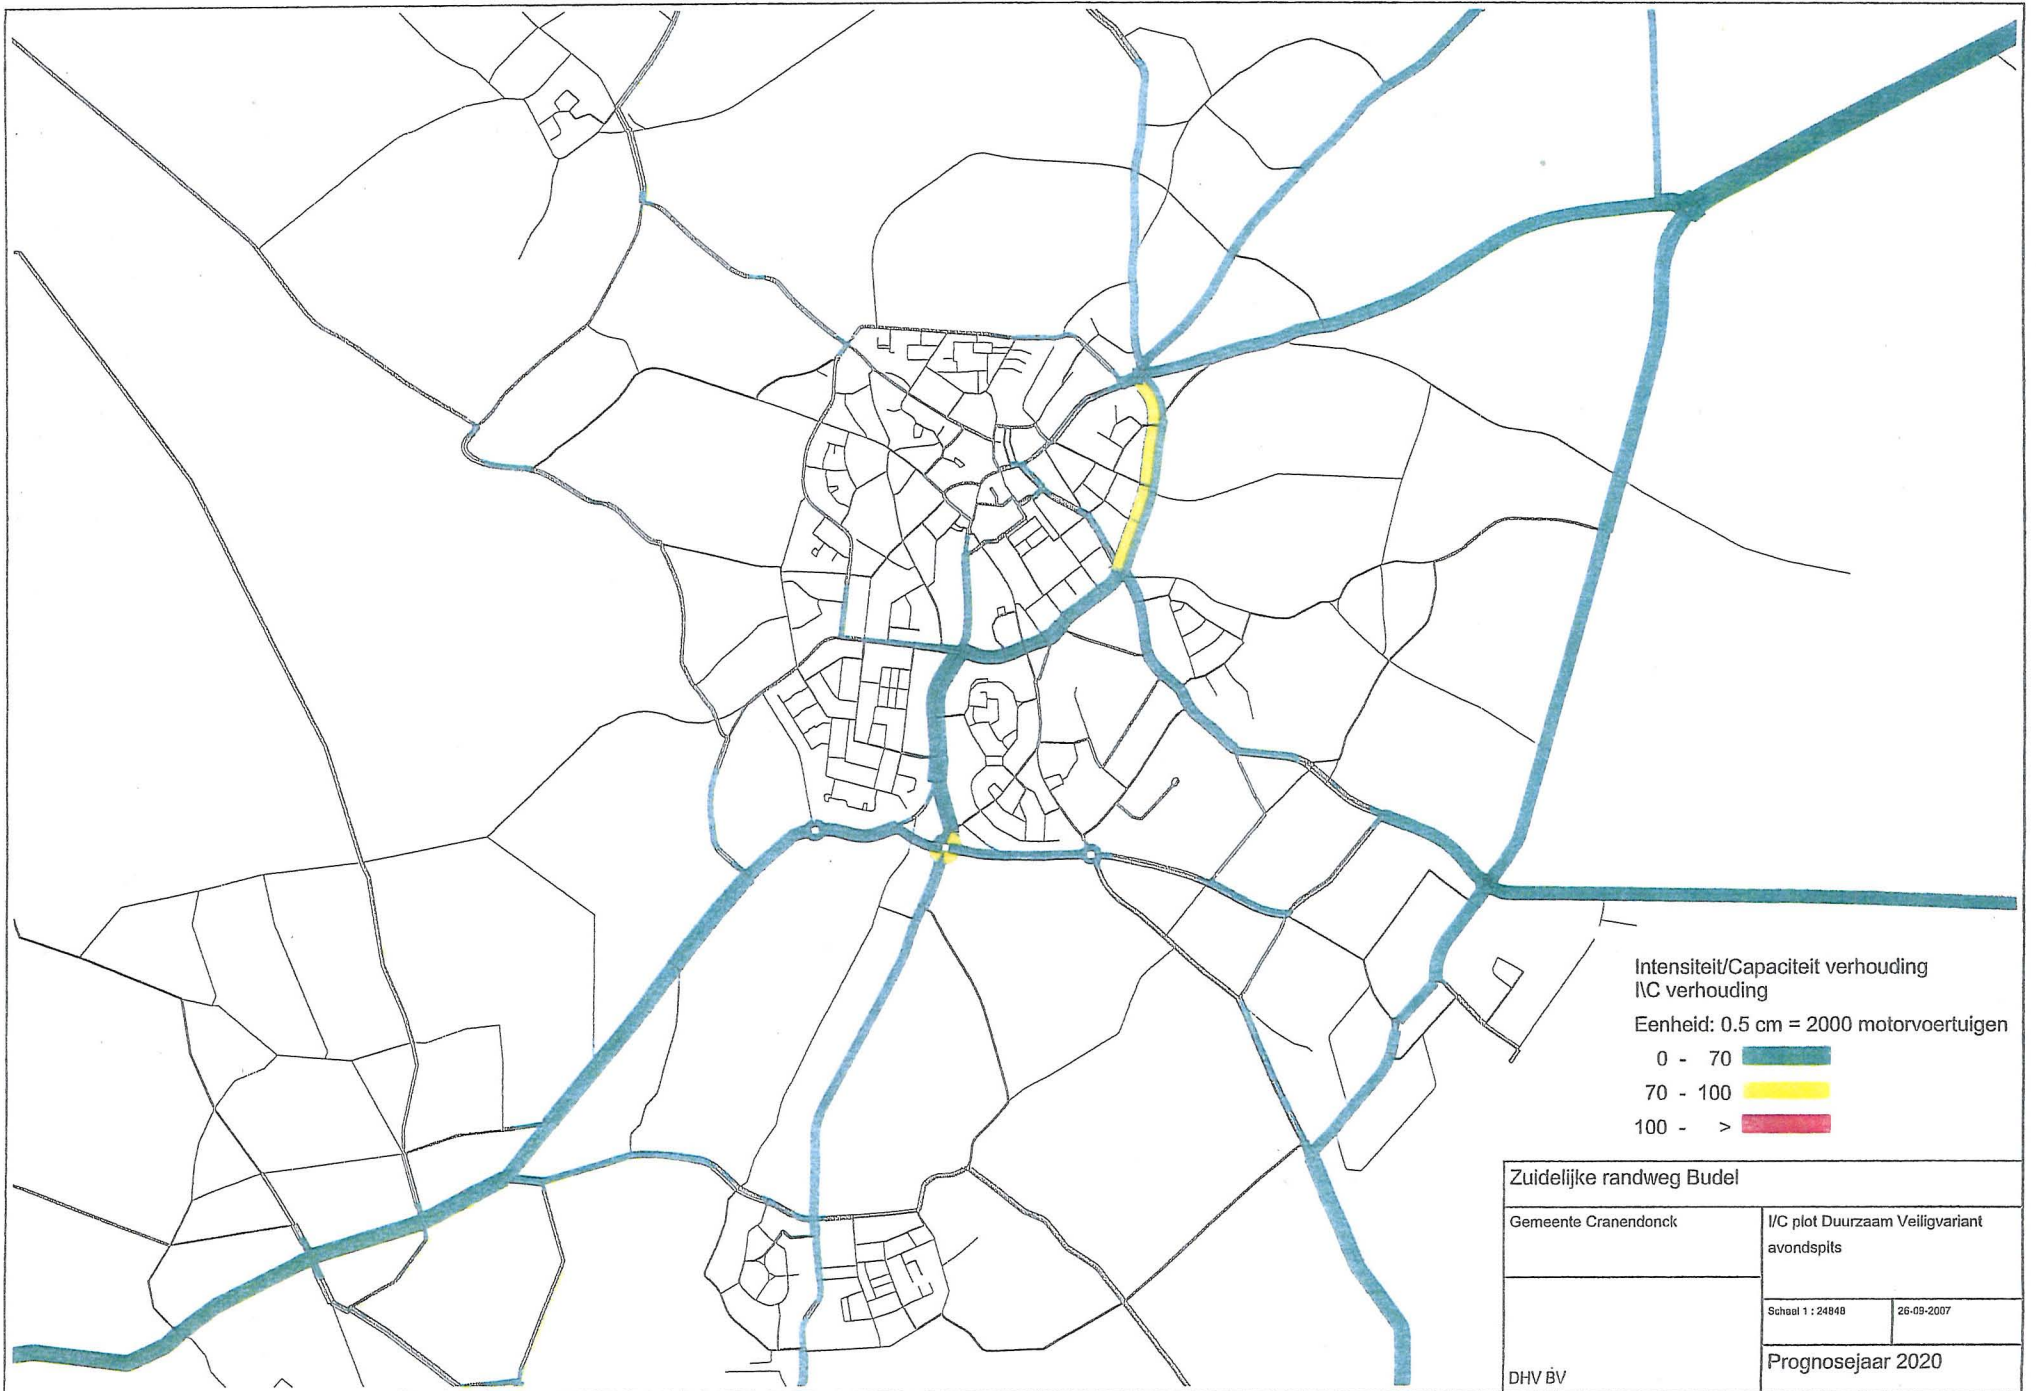 Intensiteit/Capaciteit verhouding
I\C verhouding
Eenheid: 0.5 cm = 2000 motorvoertuigen
0 - 70
70 - 100
100 - >
Zuidelijke randweg Budel
Gemeente Cranendonck
I/C plot Duurzaam Veiligvariant
avondspits
Schaal 1 : 24848
26-09-2007
DHV BV
Prognosejaar 2020